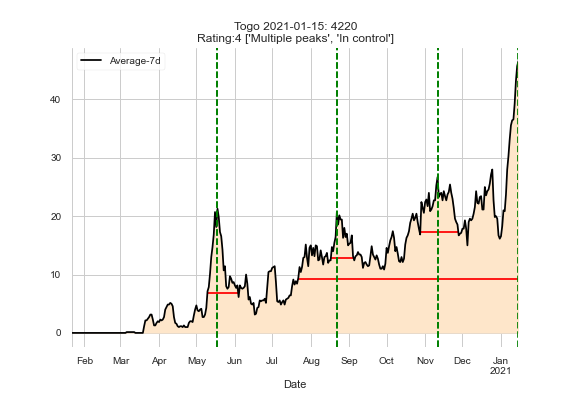 Togo 2021-01-15: 4220
Rating:4 ['Multiple peaks', 'In control']
Average-7d
40
30
20
10
0
Feb Mar Apr May Jun Jul Aug Sep Oct Nov Dec Jan
2021
Date